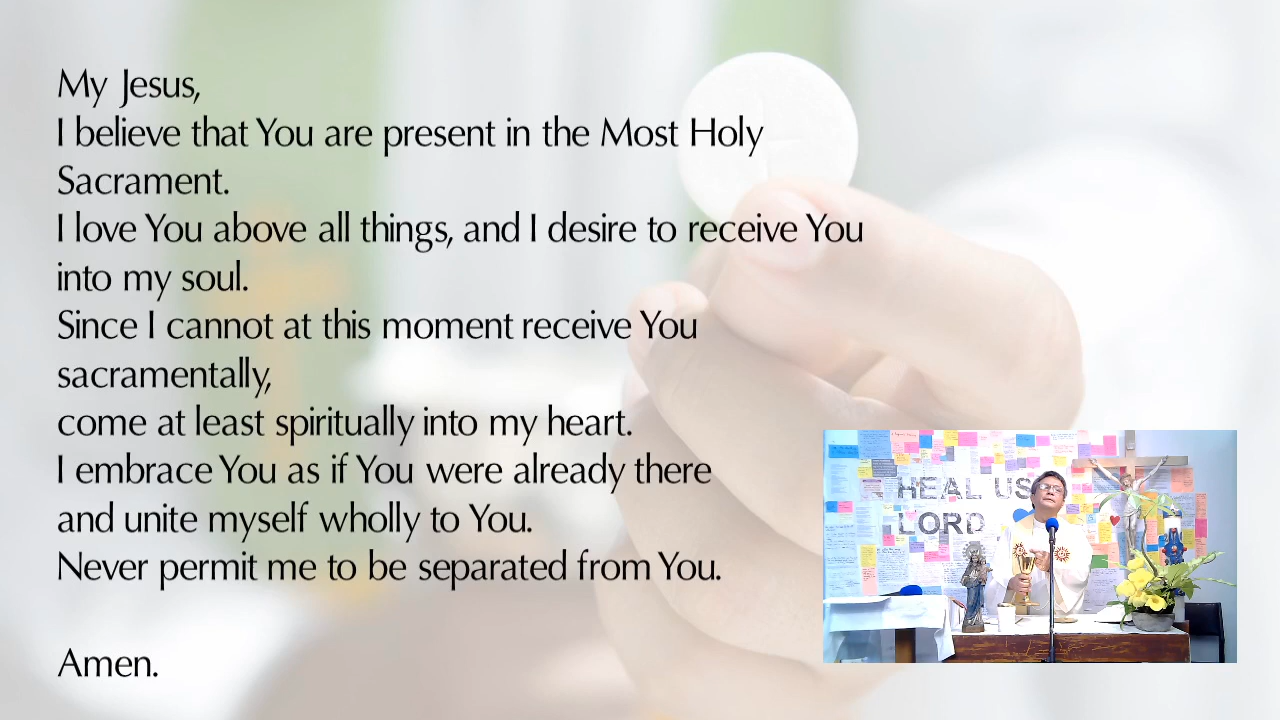 My Jesus,
I believe that You are present in the Most Holy
Sacrament.
I love You above all things, and I desire to receive You
into my soul.
Since I cannot at this moment receive You
sacramentally,
come at least spiritually into my heart.
I embrace You as if You were already there
and unite myself wholly to You.
Never permit me to be separated from You.
Amen.
HEAL US
LORD